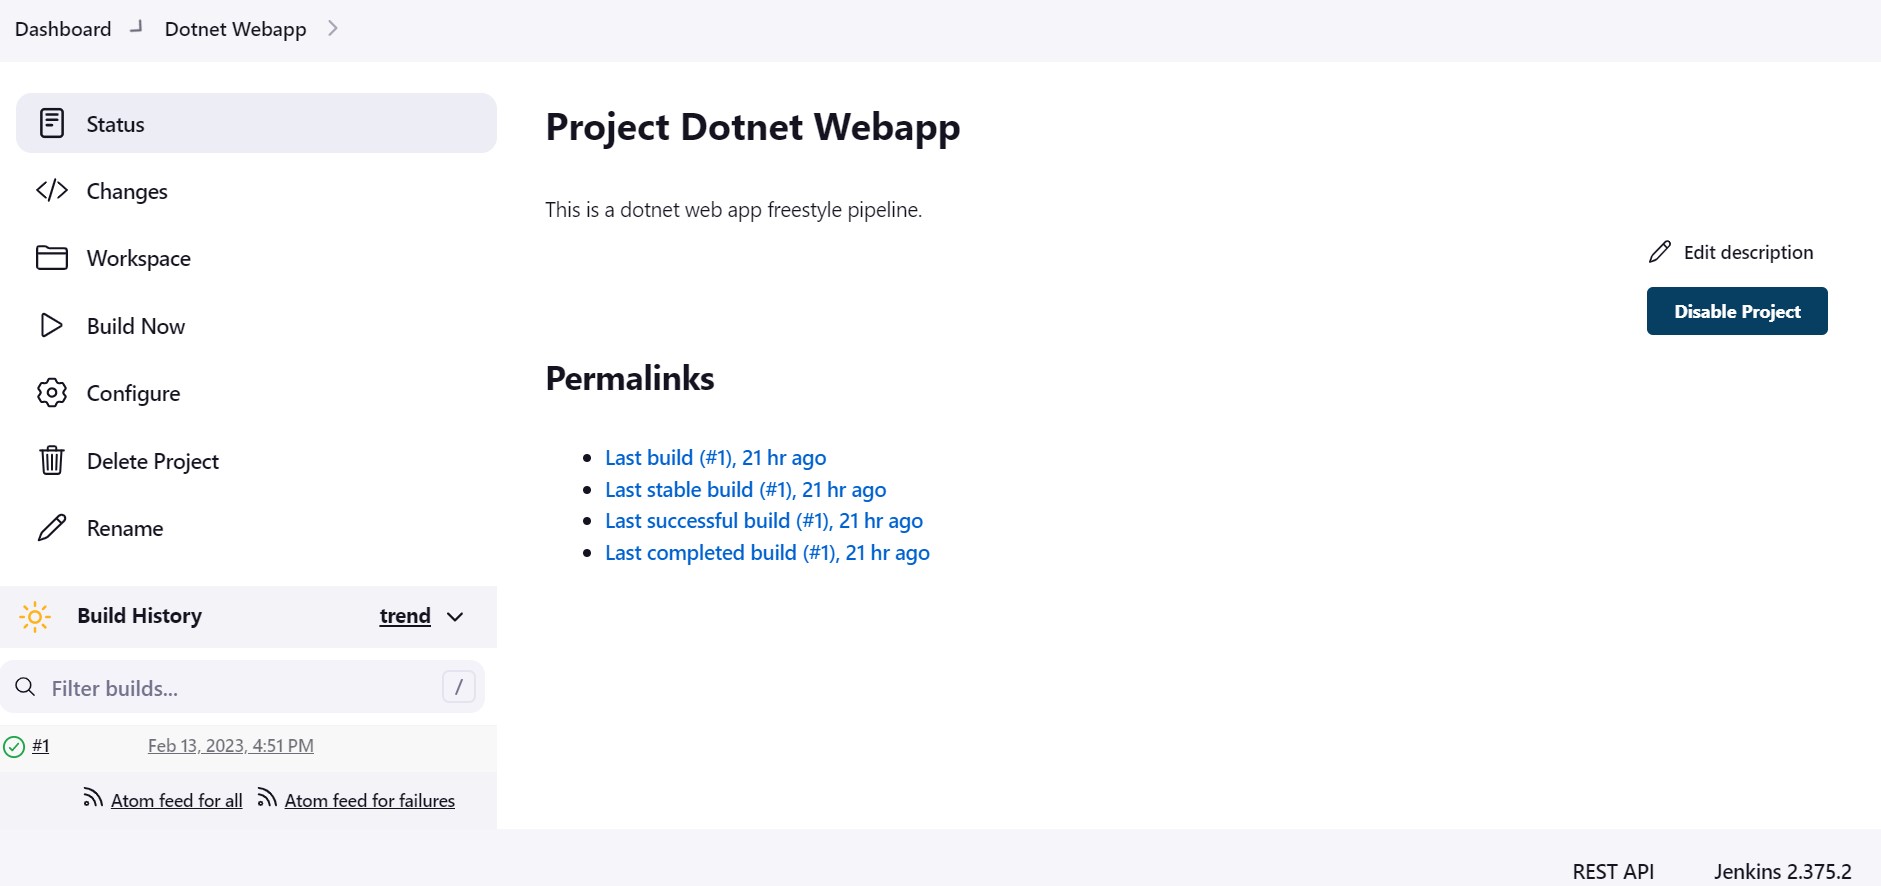 Dashboard Dotnet Webapp
Status
Changes
Workspace
Build Now
Configure
Delete Project
Rename
Build History trend
Filter builds... /
#1 Feb 13, 2023, 4:51 PM
Atom feed for all Atom feed for failures
Project Dotnet Webapp
This is a dotnet web app freestyle pipeline.
Edit description
Disable Project
Permalinks
Last build (#1), 21 hr ago
Last stable build (#1), 21 hr ago
Last successful build (#1), 21 hr ago
Last completed build (#1), 21 hr ago
REST API Jenkins 2.375.2